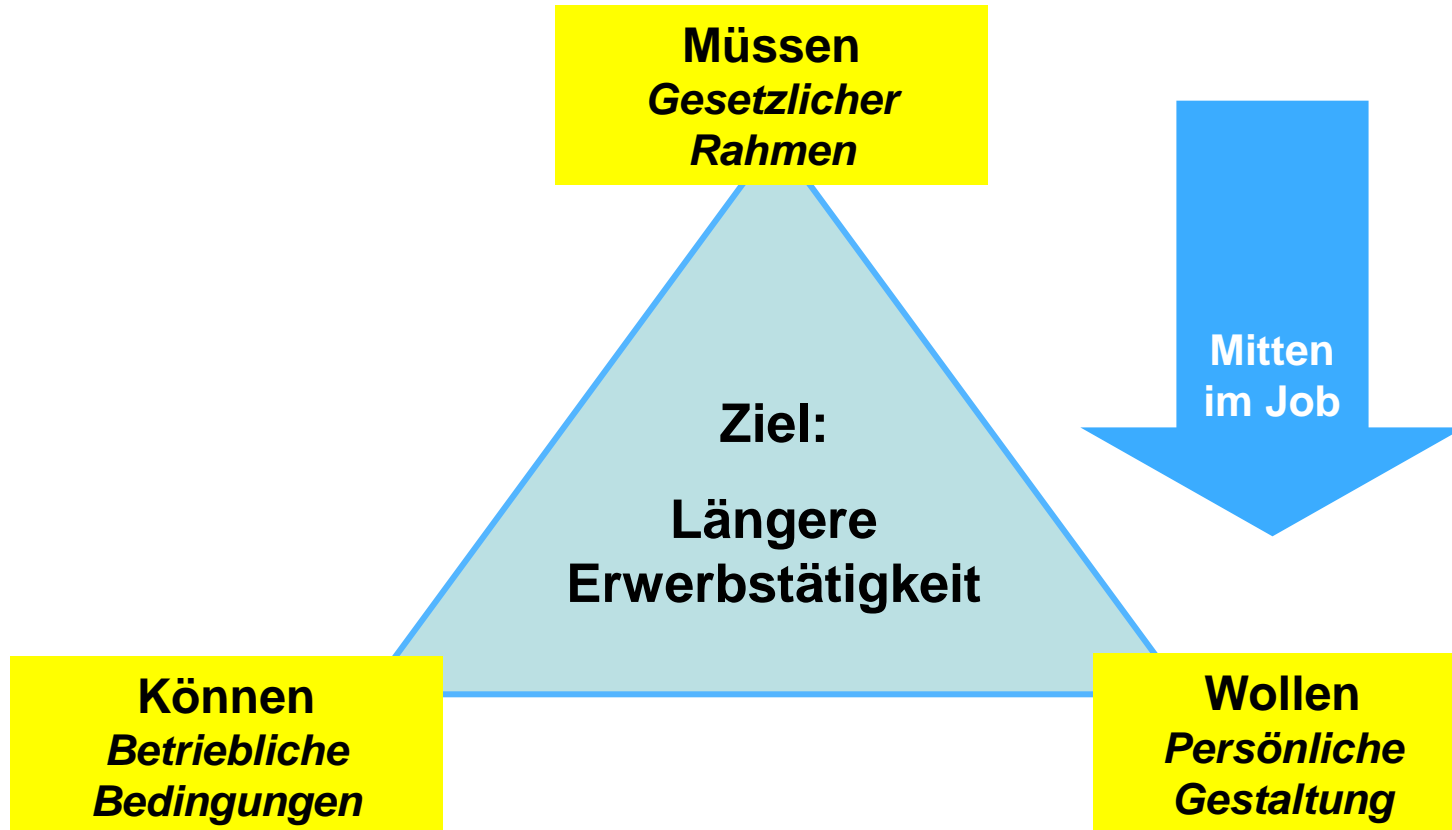 Müssen
Gesetzlicher
Rahmen
Mitten
im Job
Ziel:
Längere
Erwerbstätigkeit
Können
Betriebliche
Bedingungen
Wollen
Persönliche
Gestaltung